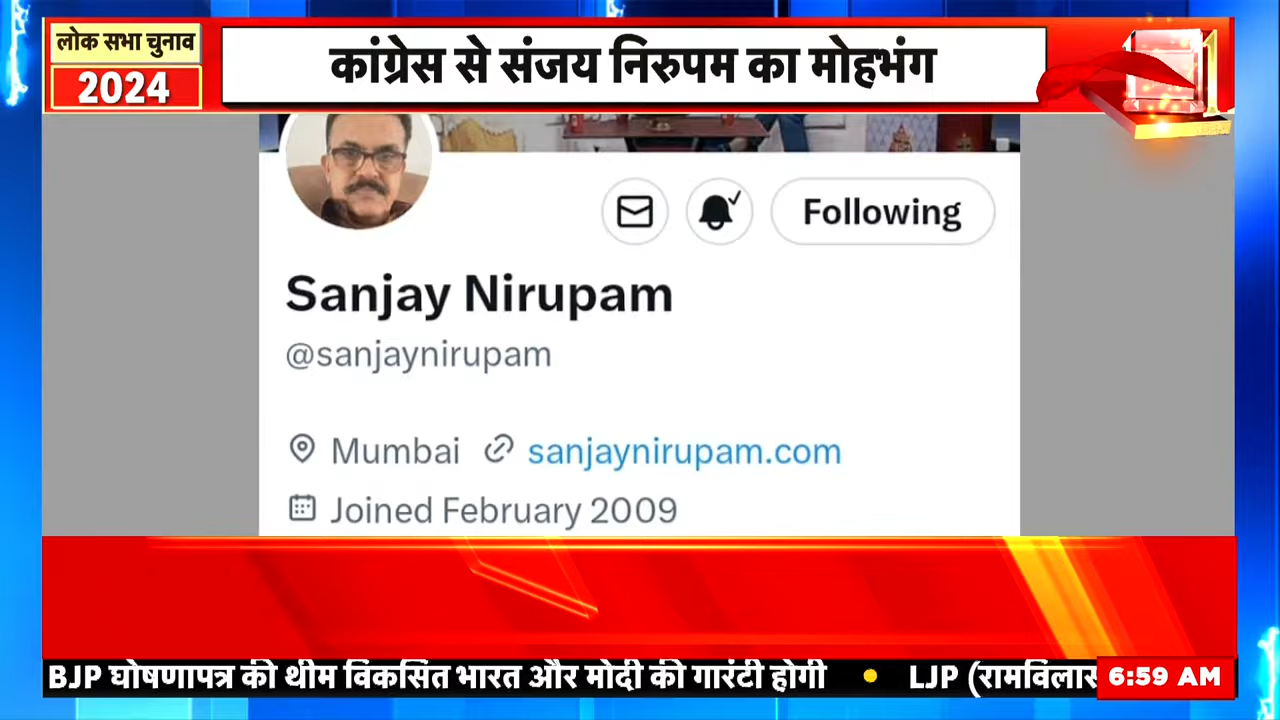 लोक सभा चुनाव
2024
कांग्रेस से संजय निरुपम का मोहभंग
1
Following
Sanjay Nirupam
@sanjaynirupam
Mumbai sanjaynirupam.com
Joined February 2009
BJP घोषणापत्र की थीम विकसित भारत और मोदी की गारंटी होगी • LJP (रामविलास
6:59 AM